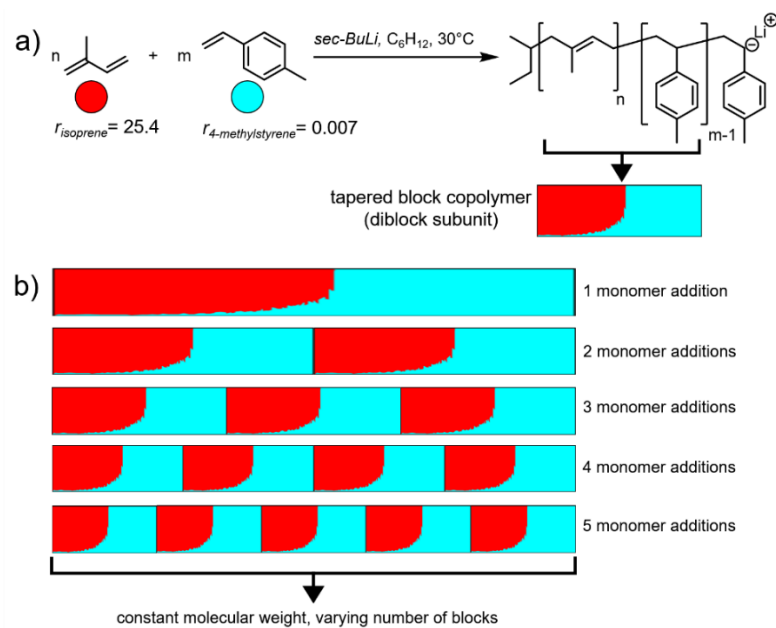 a)
n + m
sec-BuLi, C₆H₁₂, 30°C
Li ⊕
⊖
n
m-1
r_isoprene = 25.4 r_4-methylstyrene = 0.007
tapered block copolymer
(diblock subunit)
b)
1 monomer addition
2 monomer additions
3 monomer additions
4 monomer additions
5 monomer additions
constant molecular weight, varying number of blocks